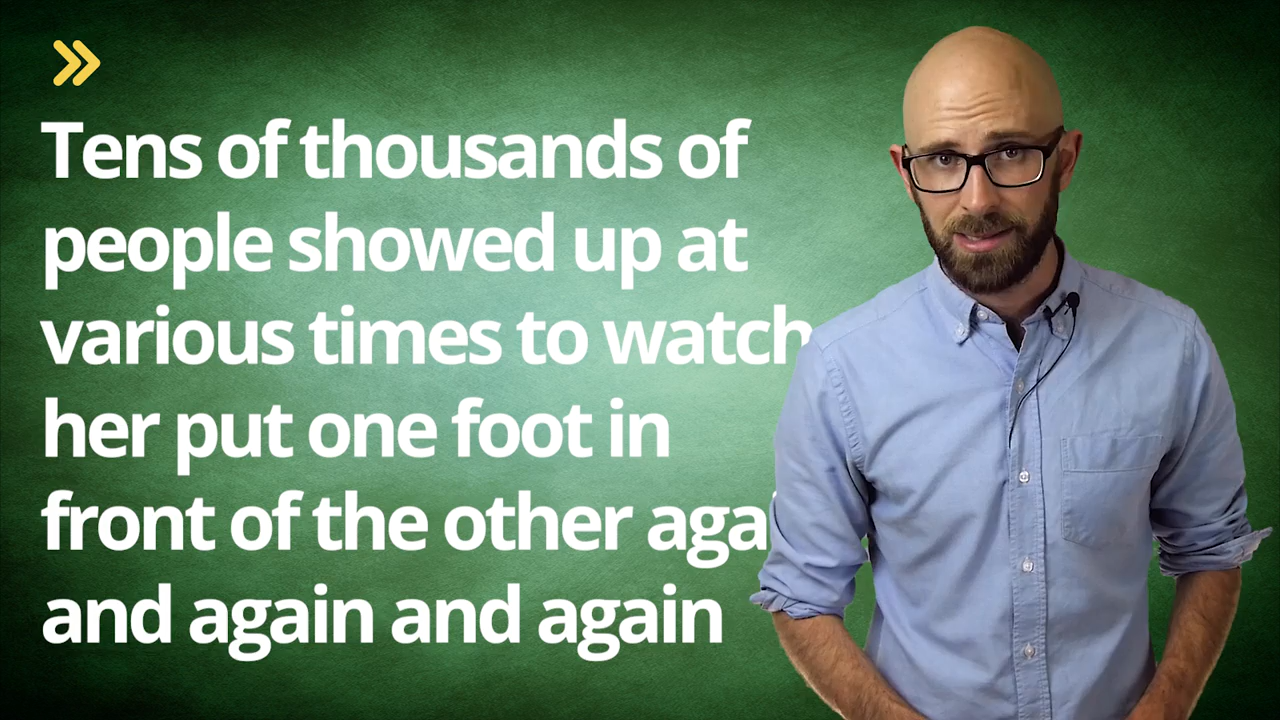 Tens of thousands of
people showed up at
various times to watch
her put one foot in
front of the other aga
and again and again